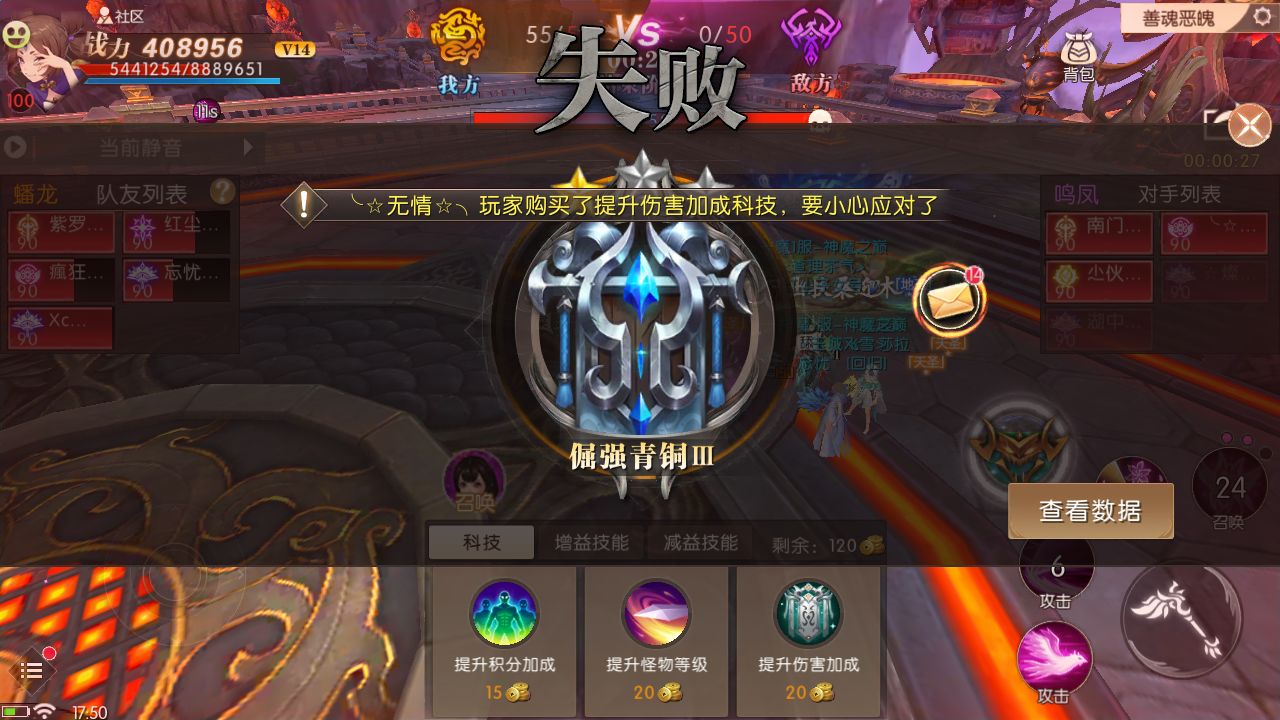 社区
战力 408956
V14
5441254/8889651
100
11s
我方
55
VS
0/50
敌方
失败
善魂恶魄
背包
当前静音
00:00:27
蟠龙
队友列表
?
紫罗...
90
红尘...
90
瘋狂...
90
忘忧...
90
Xc...
90
╰☆无情☆╮ 玩家购买了提升伤害加成科技，要小心应对了
鸣凤
对手列表
南门...
90
╰☆...
90
小伙...
90
90
湖中...
90
14
倔强青铜III
召唤
查看数据
24
召唤
6
攻击
攻击
科技
增益技能
减益技能
剩余：120
提升积分加成
15
提升怪物等级
20
提升伤害加成
20
17:50